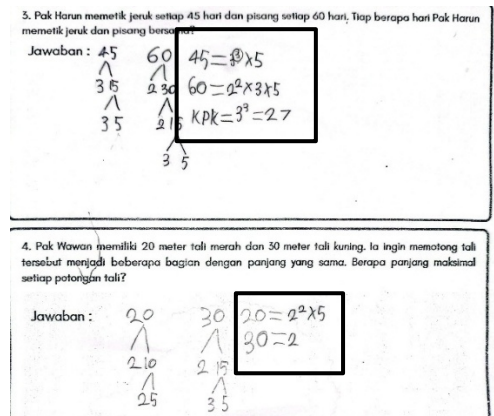 3. Pak Harun memetik jeruk setiap 45 hari dan pisang setiap 60 hari. Tiap berapa hari Pak Harun
memetik jeruk dan pisang bersama?
Jawaban : 45 60 45=3³×5
3 15 2 30 60=2²×3×5
3 5 2 15 KPK=3³=27
3 5
4. Pak Wawan memiliki 20 meter tali merah dan 30 meter tali kuning. Ia ingin memotong tali
tersebut menjadi beberapa bagian dengan panjang yang sama. Berapa panjang maksimal
setiap potongan tali?
Jawaban : 20 30 20=2²×5
2 10 2 15 30=2
2 5 3 5